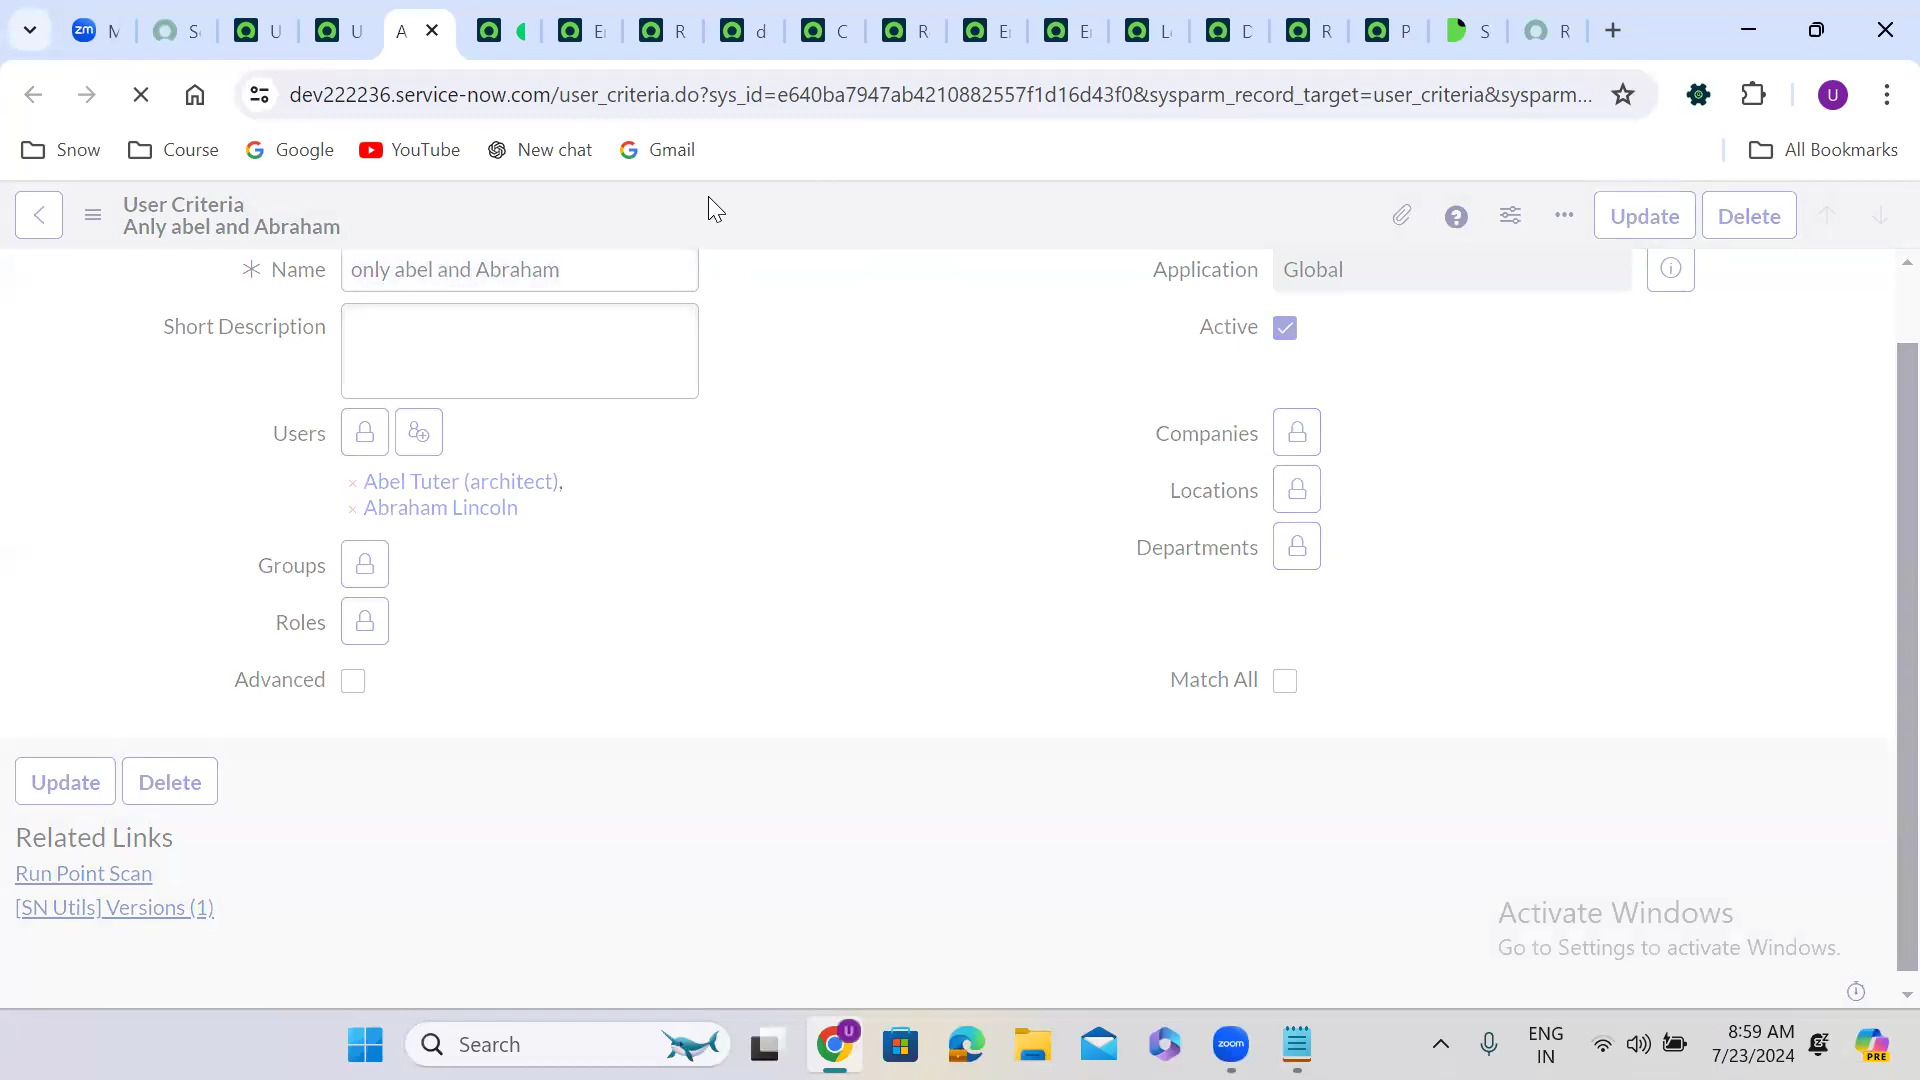 zm
M
S
U
U
A
E
R
d
C
R
E
E
L
D
R
P
S
R
dev222236.service-now.com/user_criteria.do?sys_id=e640ba7947ab4210882557f1d16d43f0&sysparm_record_target=user_criteria&sysparm...
U
Snow
Course
Google
YouTube
New chat
Gmail
All Bookmarks
User Criteria
Anly abel and Abraham
Update
Delete
Name
only abel and Abraham
Application
Global
Short Description
Active
Users
Companies
Abel Tuter (architect),
Abraham Lincoln
Locations
Departments
Groups
Roles
Advanced
Match All
Update
Delete
Related Links
Run Point Scan
[SN Utils] Versions (1)
Activate Windows
Go to Settings to activate Windows.
Search
U
zoom
ENG
IN
8:59 AM
7/23/2024
PRE